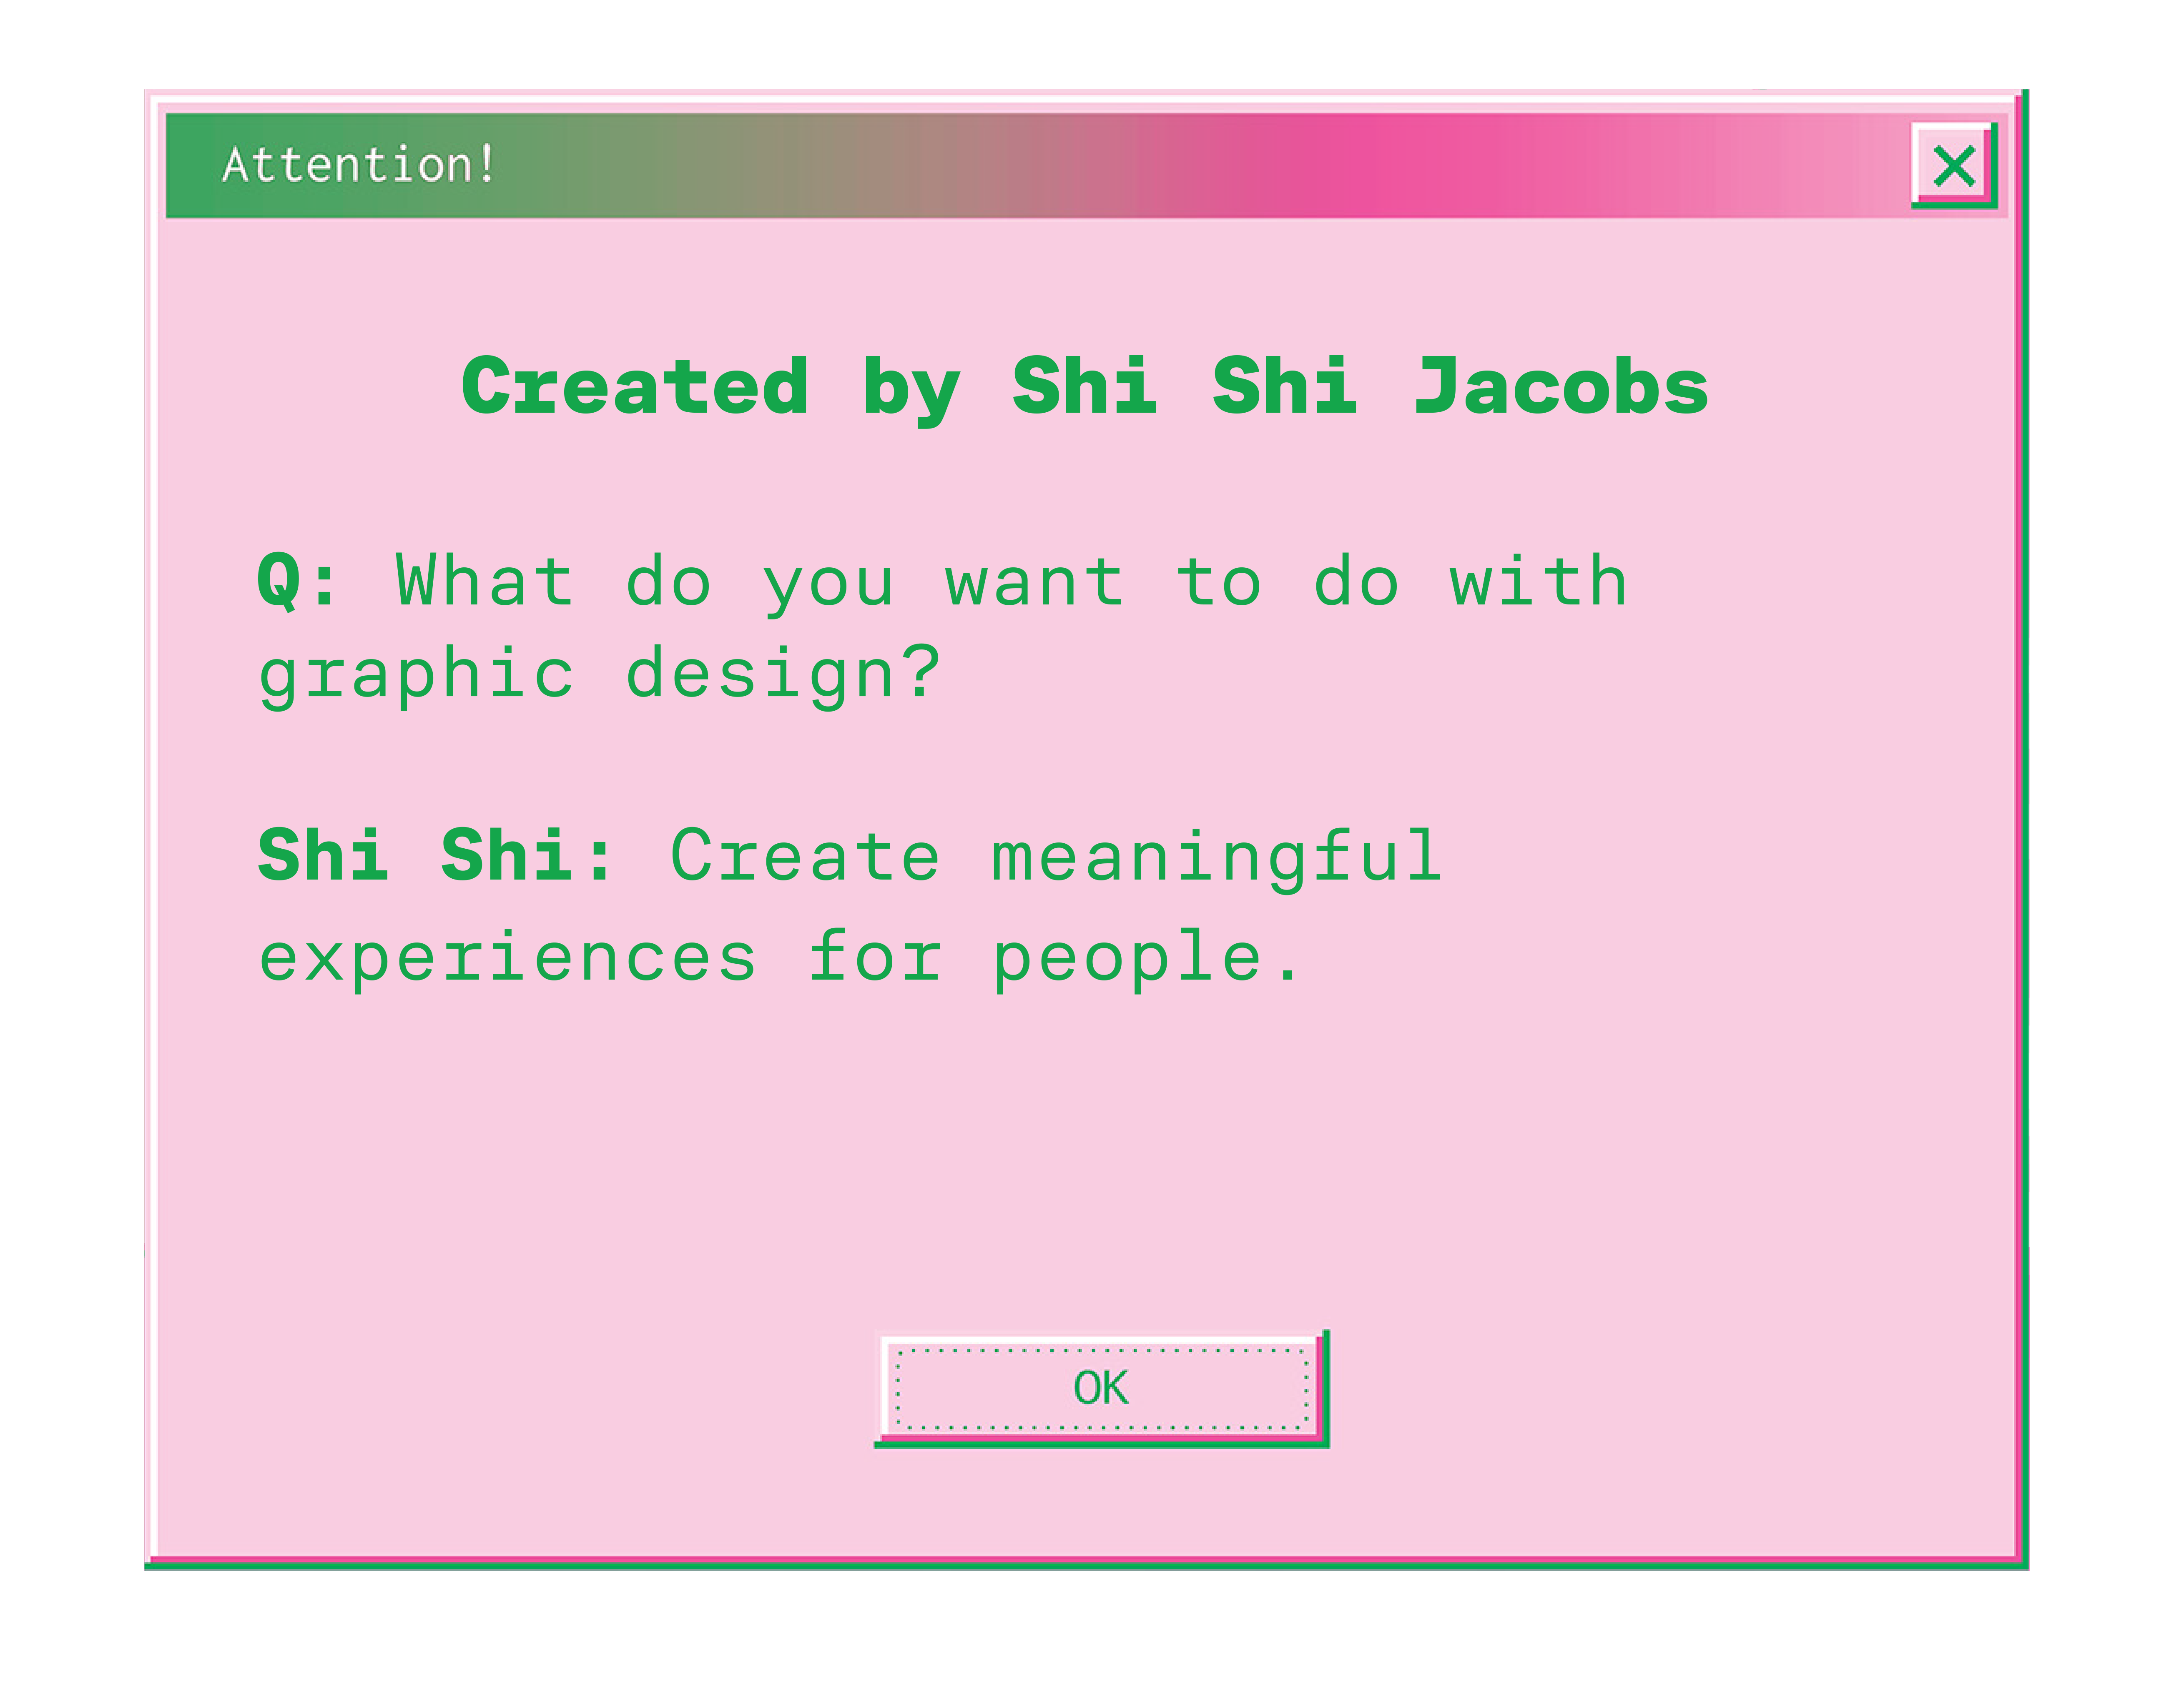 Attention!
Created by Shi Shi Jacobs
Q: What do you want to do with
graphic design?
Shi Shi: Create meaningful
experiences for people.
OK